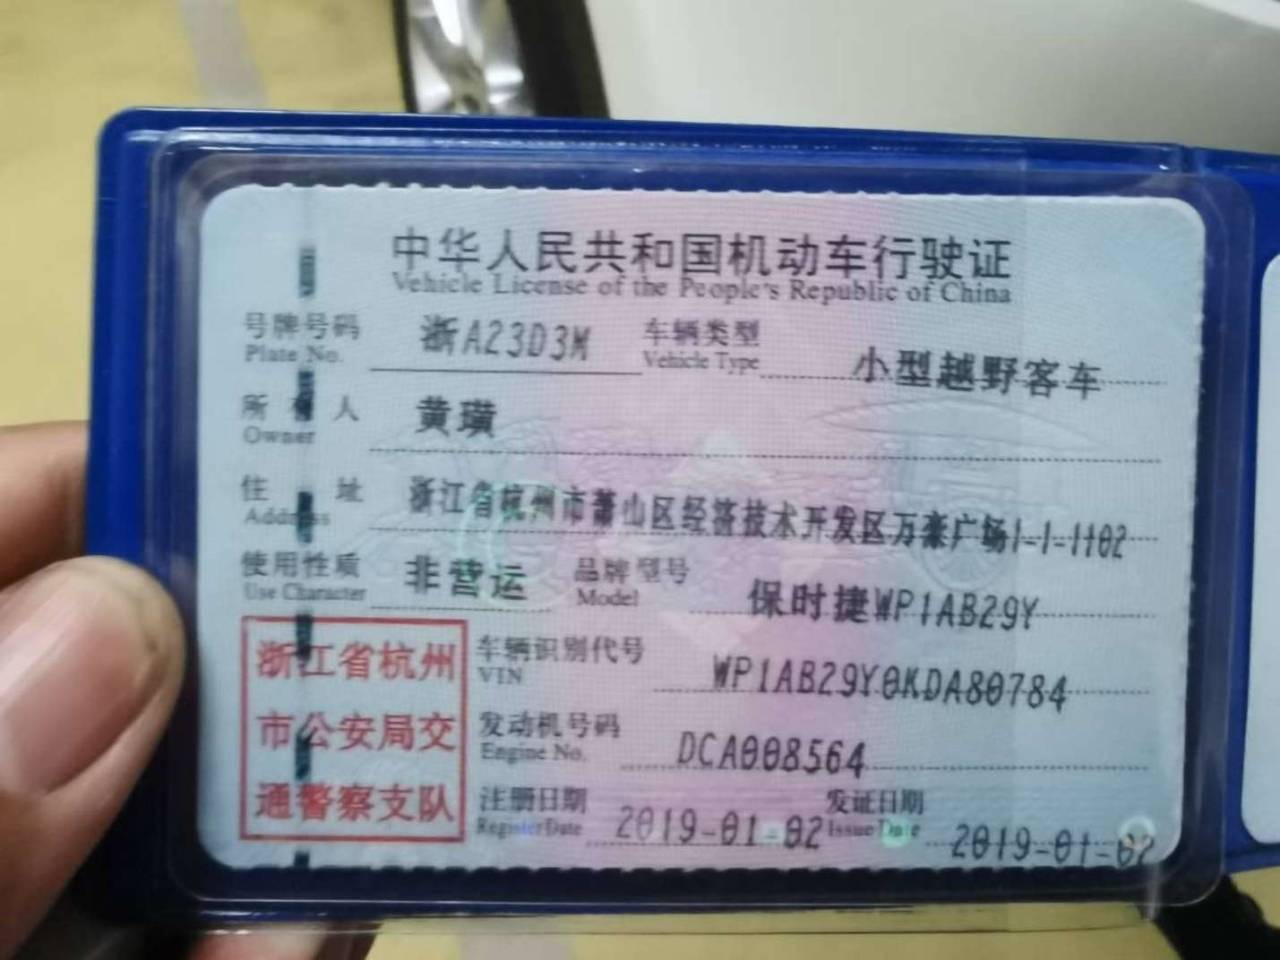 中华人民共和国机动车行驶证
Vehicle License of the People's Republic of China
号牌号码 浙A23D3M 车辆类型 小型越野客车
Plate No. Vehicle Type
所有人 黄璜
Owner
住址 浙江省杭州市萧山区经济技术开发区万豪广场1-1-1102
Address
使用性质 非营运 品牌型号 保时捷WP1AB29Y
Use Character Model
浙江省杭州
市公安局交
通警察支队
车辆识别代号 WP1AB29Y0KDA80784
VIN
发动机号码 DCA008564
Engine No.
注册日期 2019-01-02 发证日期 2019-01-02
Register Date Issue Date